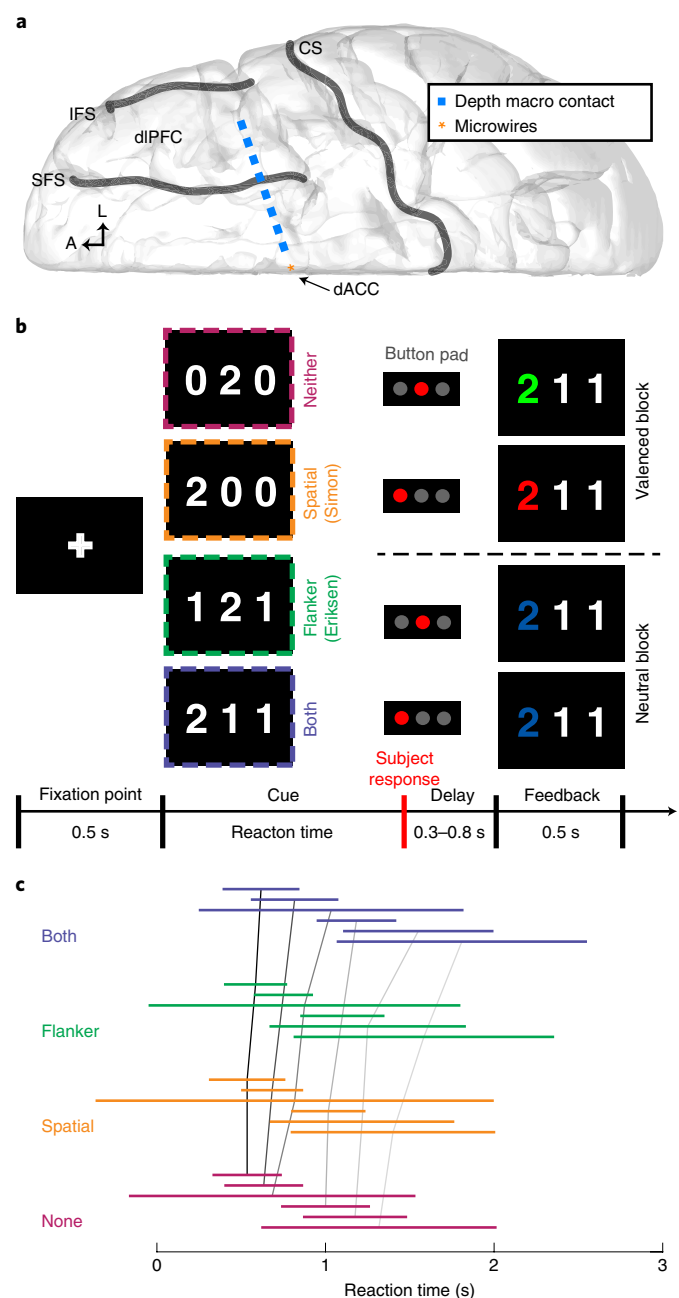 a
CS
Depth macro contact
Microwires
IFS
dlPFC
SFS
L
A
dACC
b
Button pad
0 2 0
Neither
2 1 1
2 0 0
Spatial
(Simon)
2 1 1
Valenced block
+
1 2 1
Flanker
(Eriksen)
2 1 1
2 1 1
Both
2 1 1
Neutral block
Subject
response
Fixation point
Cue
Delay
Feedback
0.5 s
Reacton time
0.3–0.8 s
0.5 s
c
Both
Flanker
Spatial
None
0 1 2 3
Reaction time (s)